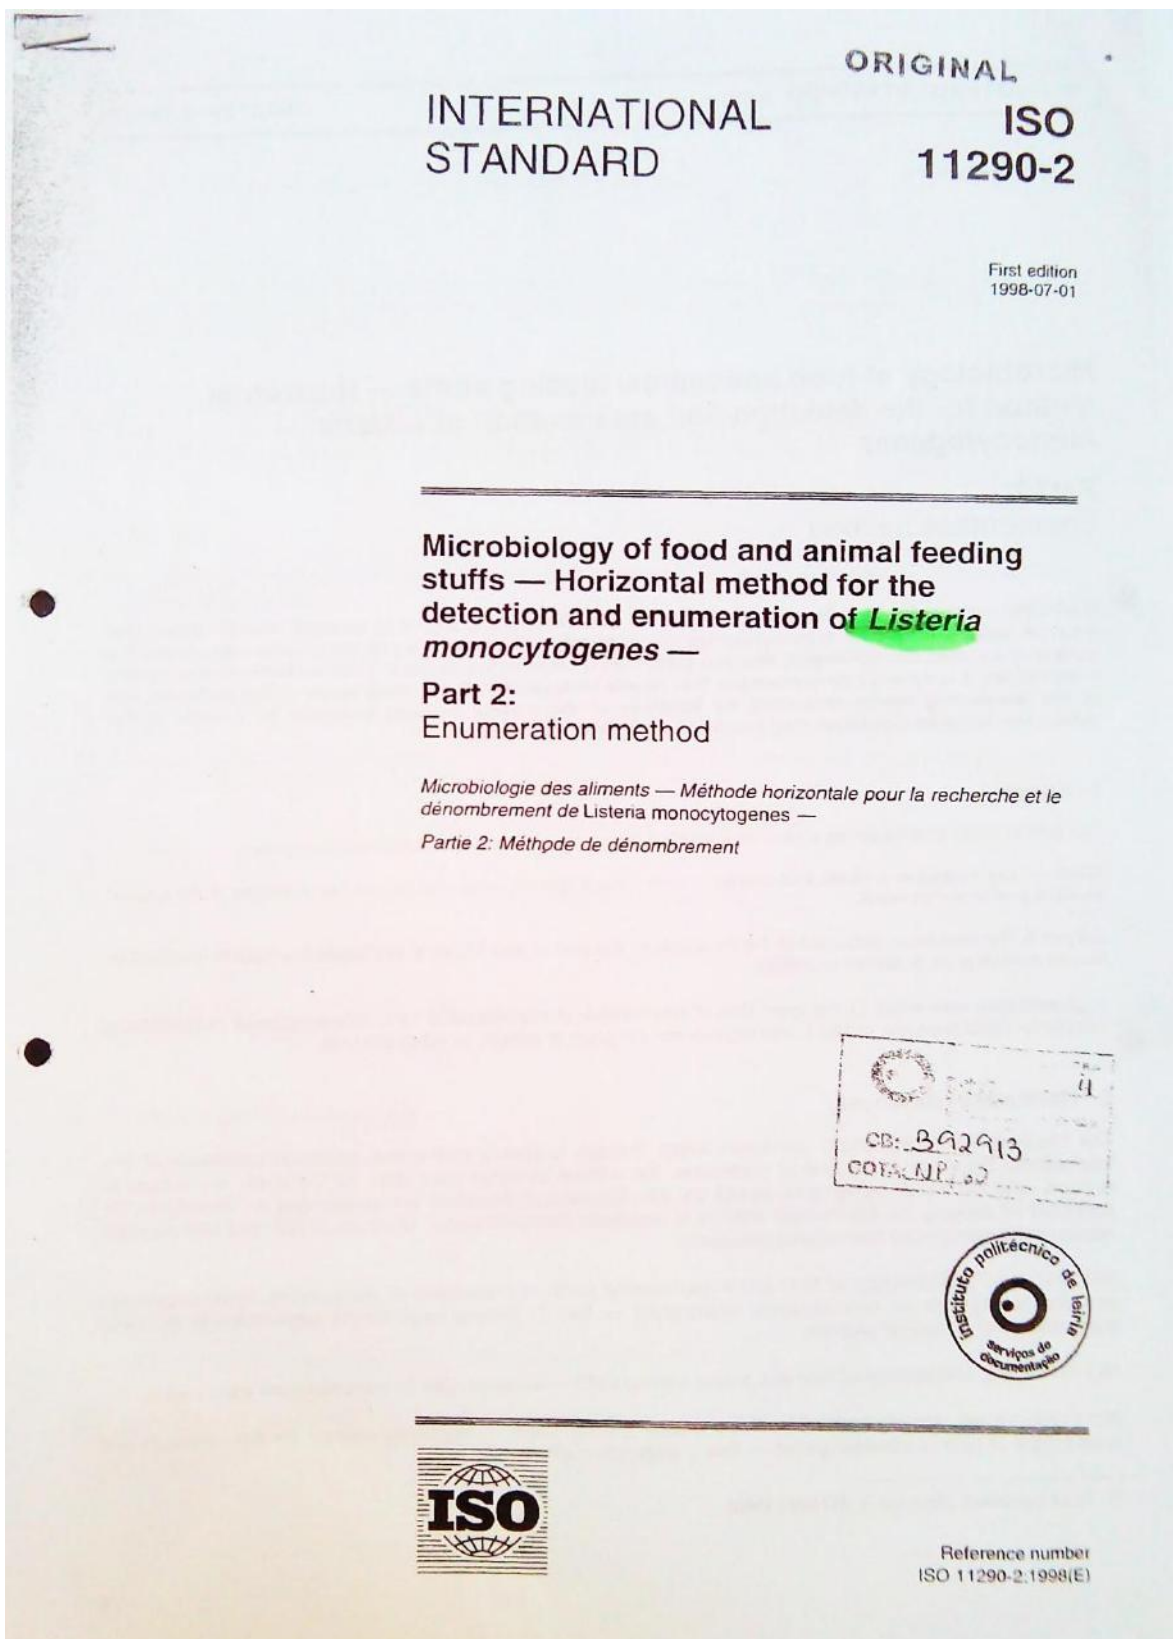 ORIGINAL
INTERNATIONAL
STANDARD
ISO
11290-2
First edition
1998-07-01
Microbiology of food and animal feeding
stuffs — Horizontal method for the
detection and enumeration of Listeria
monocytogenes —
Part 2:
Enumeration method
Microbiologie des aliments — Méthode horizontale pour la recherche et le
dénombrement de Listeria monocytogenes —
Partie 2: Méthode de dénombrement
CB: 392913
COTA: NP
instituto politécnico de leiria
serviços de
documentação
ISO
Reference number
ISO 11290-2:1998(E)